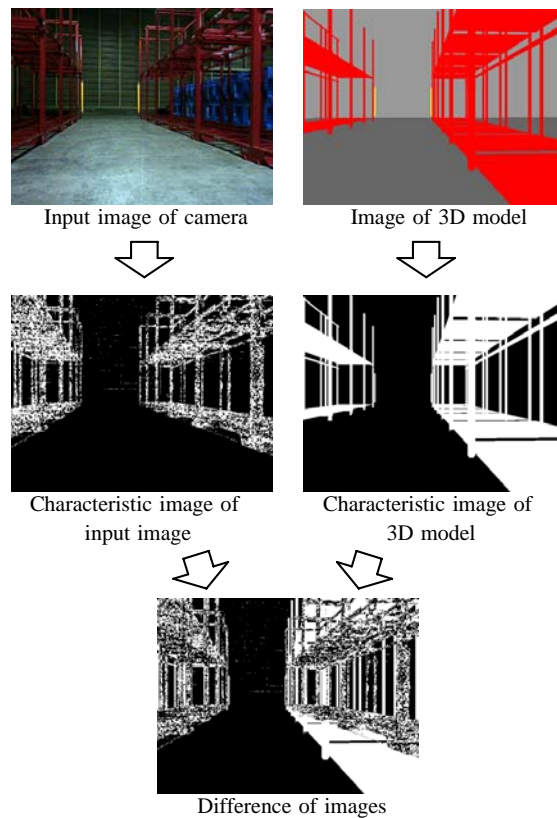 Input image of camera
Image of 3D model
Characteristic image of
input image
Characteristic image of
3D model
Difference of images